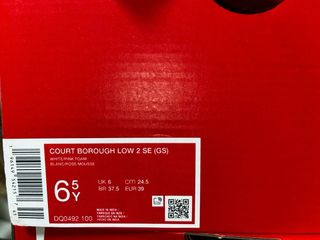 COURT BOROUGH LOW 2 SE (GS)
WHITE/PINK FOAM
BLANC/ROSE MOUSSE
6.5Y
UK 6 CM 24.5
BR 37.5 EUR 39
DQ0492 100